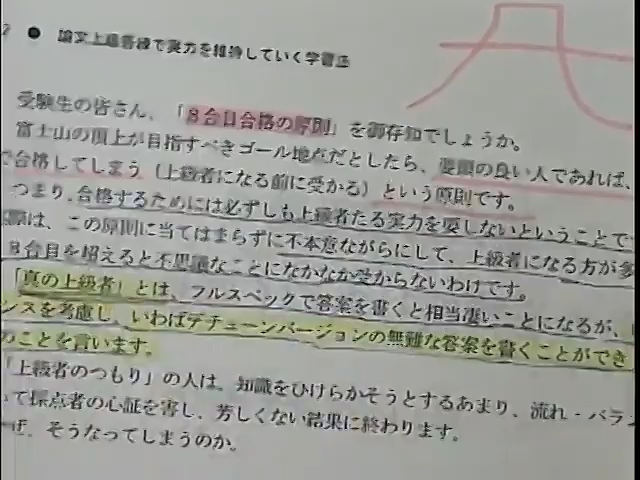 2 ● 論文上級答練で実力を維持していく学習法
受験生の皆さん、「8合目合格の原則」を御存知でしょうか。
富士山の頂上が目指すべきゴール地点だとしたら、要領の良い人であれば、
で合格してしまう（上級者になる前に受かる）という原則です。
つまり、合格するためには必ずしも上級者たる実力を要しないということで
は、この原則に当てはまらずに不本意ながらにして、上級者になる方が多
8合目を超えると不思議なことになかなか受からないわけです。
「真の上級者」とは、フルスペックで答案を書くと相当凄いことになるが、
ンスを考慮し、いわばデチューンバージョンの無難な答案を書くことができ
のことを言います。
「上級者のつもり」の人は、知識をひけらかそうとするあまり、流れ・バラ
って採点者の心証を害し、芳しくない結果に終わります。
ぜ、そうなってしまうのか。